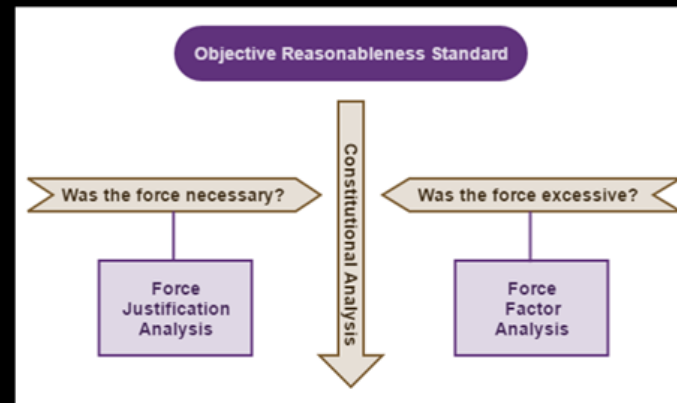 Objective Reasonableness Standard
Constitutional Analysis
Was the force necessary?
Was the force excessive?
Force
Justification
Analysis
Force
Factor
Analysis